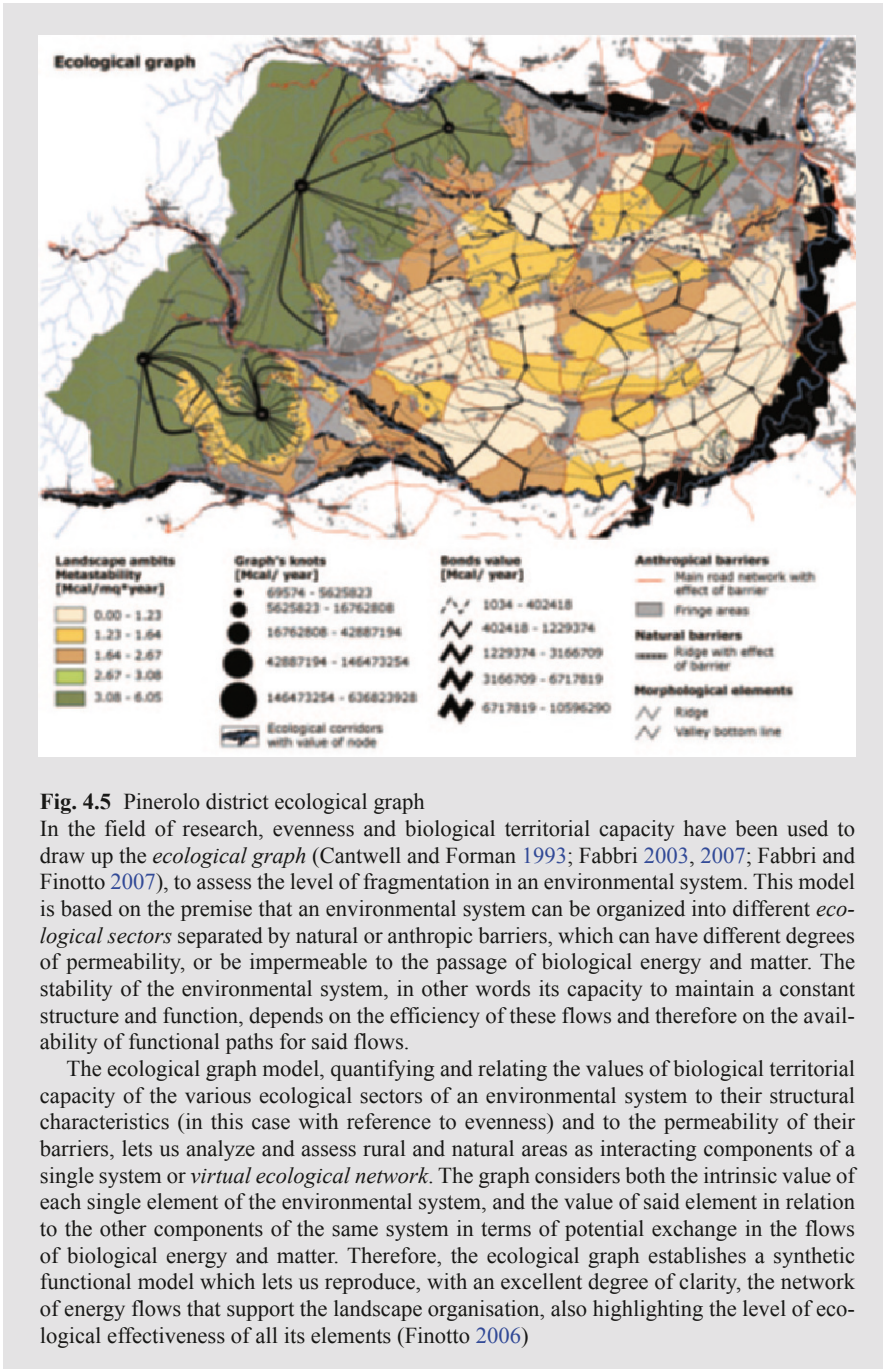 Ecological graph
Landscape ambits
Metastability
[Mcal/mq*year]
0.00 - 1.23
1.23 - 1.64
1.64 - 2.67
2.67 - 3.08
3.08 - 6.05
Graph's knots
[Mcal/ year]
69574 - 5625823
5625823 - 16762808
16762808 - 42887194
42887194 - 146473254
146473254 - 636823928
Ecological corridors
with value of node
Bonds value
[Mcal/ year]
1034 - 402418
402418 - 1229374
1229374 - 3166709
3166709 - 6717819
6717819 - 10596290
Anthropical barriers
Main road network with
effect of barrier
Fringe areas
Natural barriers
Ridge with effect
of barrier
Morphological elements
Ridge
Valley bottom line
Fig. 4.5 Pinerolo district ecological graph
In the field of research, evenness and biological territorial capacity have been used to
draw up the ecological graph (Cantwell and Forman 1993; Fabbri 2003, 2007; Fabbri and
Finotto 2007), to assess the level of fragmentation in an environmental system. This model
is based on the premise that an environmental system can be organized into different eco-
logical sectors separated by natural or anthropic barriers, which can have different degrees
of permeability, or be impermeable to the passage of biological energy and matter. The
stability of the environmental system, in other words its capacity to maintain a constant
structure and function, depends on the efficiency of these flows and therefore on the avail-
ability of functional paths for said flows.
The ecological graph model, quantifying and relating the values of biological territorial
capacity of the various ecological sectors of an environmental system to their structural
characteristics (in this case with reference to evenness) and to the permeability of their
barriers, lets us analyze and assess rural and natural areas as interacting components of a
single system or virtual ecological network. The graph considers both the intrinsic value of
each single element of the environmental system, and the value of said element in relation
to the other components of the same system in terms of potential exchange in the flows
of biological energy and matter. Therefore, the ecological graph establishes a synthetic
functional model which lets us reproduce, with an excellent degree of clarity, the network
of energy flows that support the landscape organisation, also highlighting the level of eco-
logical effectiveness of all its elements (Finotto 2006)